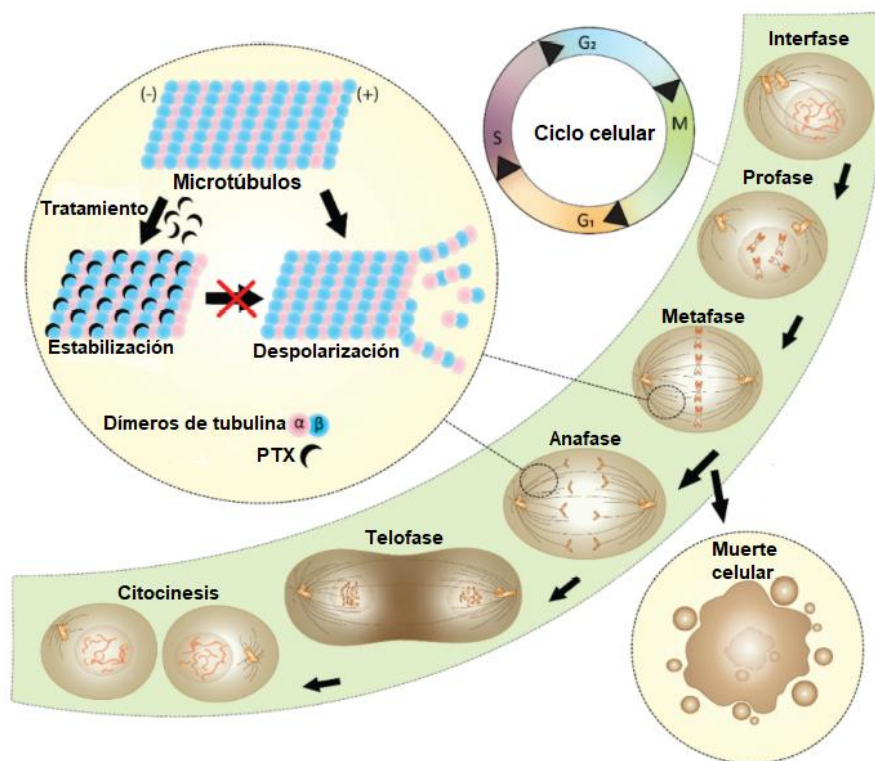 (-)
(+)
Microtúbulos
Tratamiento
Estabilización
Despolarización
Dímeros de tubulina α β
PTX
G₂
M
G₁
S
Ciclo celular
Interfase
Profase
Metafase
Anafase
Telofase
Citocinesis
Muerte
celular